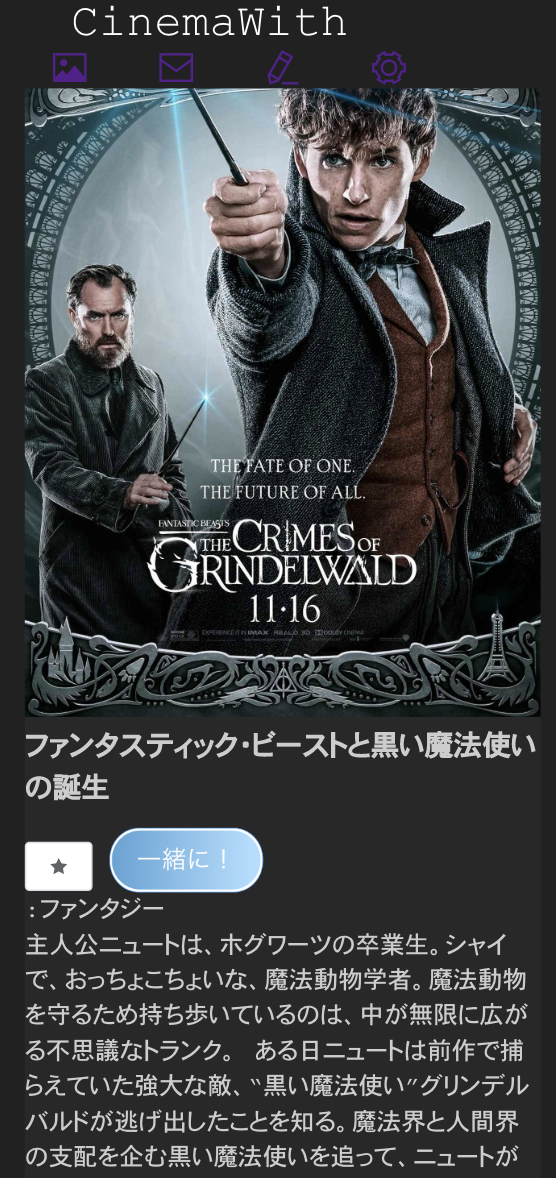 CinemaWith
THE FATE OF ONE.
THE FUTURE OF ALL.
FANTASTIC BEASTS
THE CRIMES OF
GRINDELWALD
11·16
EXPERIENCE IT IN IMAX REALD 3D DOLBY CINEMA
ファンタスティック・ビーストと黒い魔法使い
の誕生
一緒に！
:ファンタジー
主人公ニュートは、ホグワーツの卒業生。シャイ
で、おっちょこちょいな、魔法動物学者。魔法動物
を守るため持ち歩いているのは、中が無限に広が
る不思議なトランク。　ある日ニュートは前作で捕
らえていた強大な敵、“黒い魔法使い”グリンデル
バルドが逃げ出したことを知る。魔法界と人間界
の支配を企む黒い魔法使いを追って、ニュートが